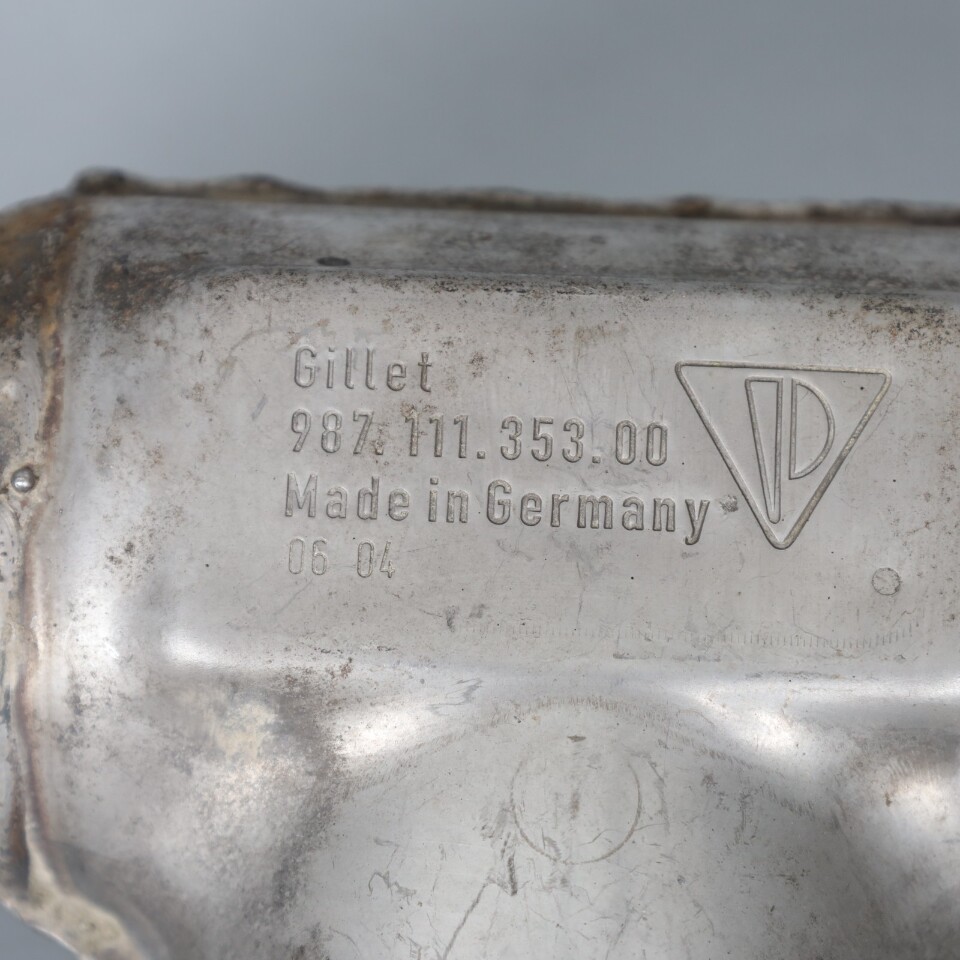 Gillet
987.111.353.00
Made in Germany
06 04